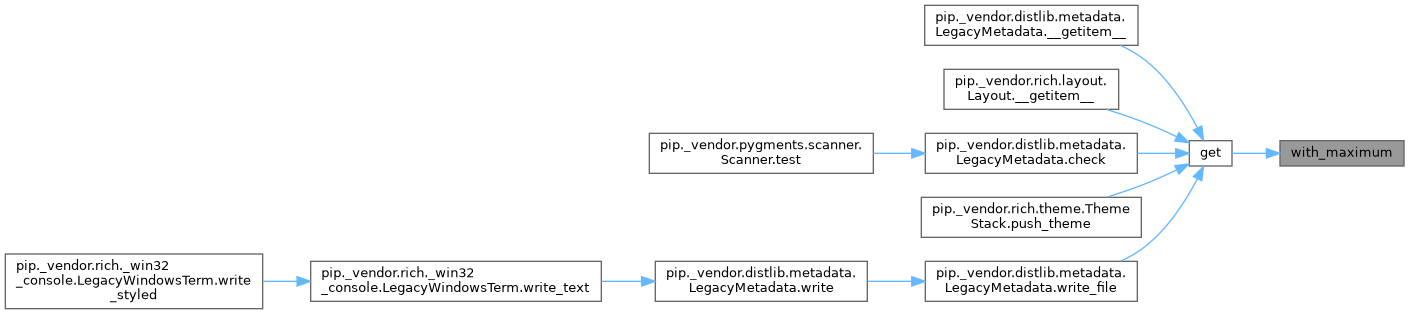 pip._vendor.distlib.metadata.
LegacyMetadata.__getitem__
pip._vendor.rich.layout.
Layout.__getitem__
pip._vendor.pygments.scanner.
Scanner.test
pip._vendor.distlib.metadata.
LegacyMetadata.check
get
with_maximum
pip._vendor.rich.theme.Theme
Stack.push_theme
pip._vendor.rich._win32
_console.LegacyWindowsTerm.write
_styled
pip._vendor.rich._win32
_console.LegacyWindowsTerm.write_text
pip._vendor.distlib.metadata.
LegacyMetadata.write
pip._vendor.distlib.metadata.
LegacyMetadata.write_file